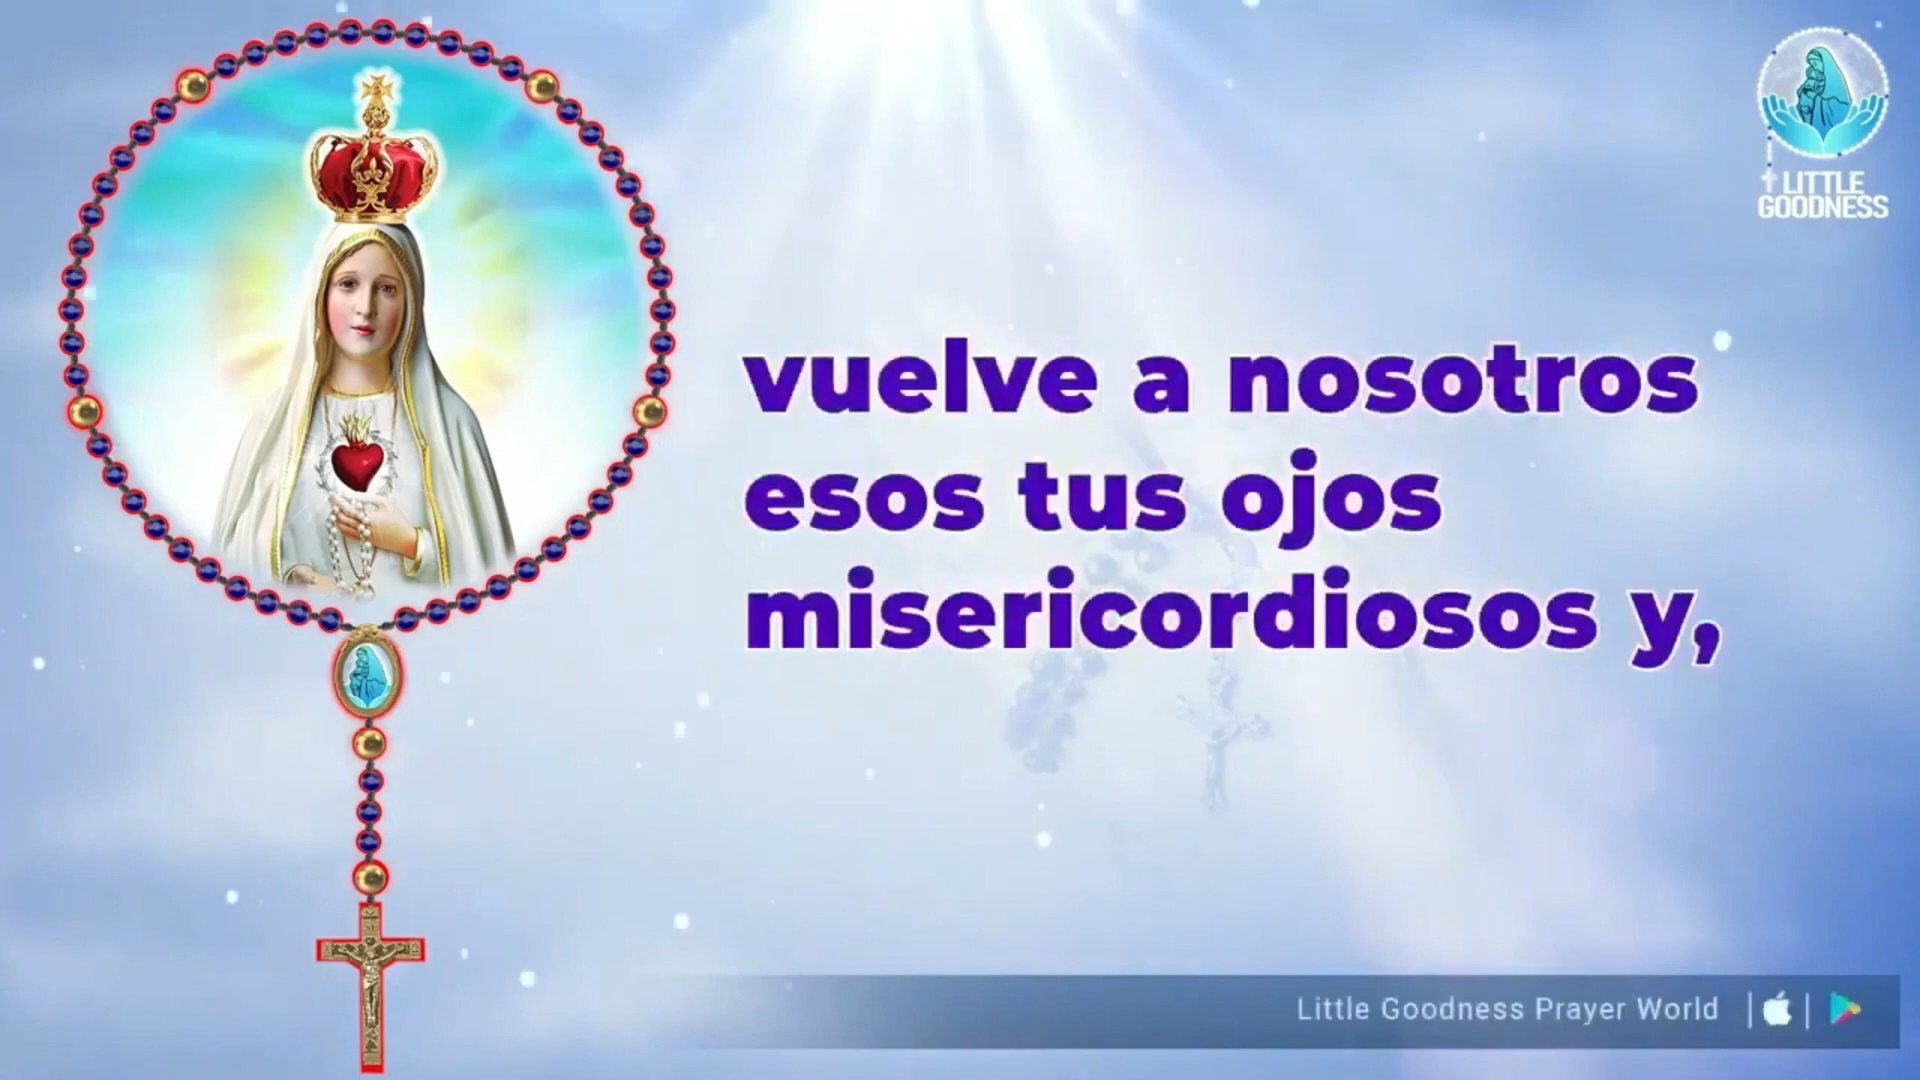 LITTLE
GOODNESS
vuelve a nosotros
esos tus ojos
misericordiosos y,
Little Goodness Prayer World